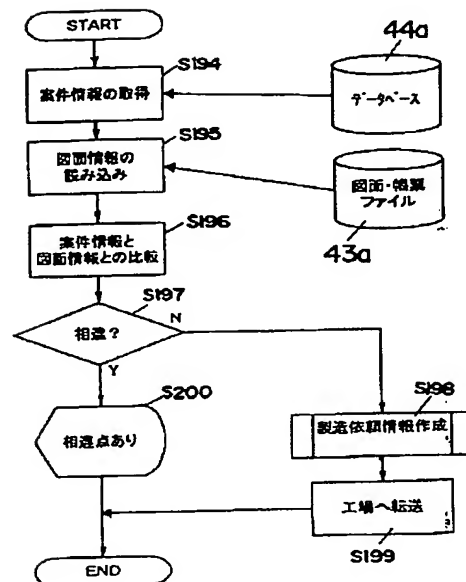 START
44a
S194
案件情報の取得
データベース
S195
図面情報の
読み込み
図面・帳票
ファイル
43a
S196
案件情報と
図面情報との比較
S197
相違?
N
Y
S200
相違点あり
S198
製造依頼情報作成
工場へ転送
S199
END